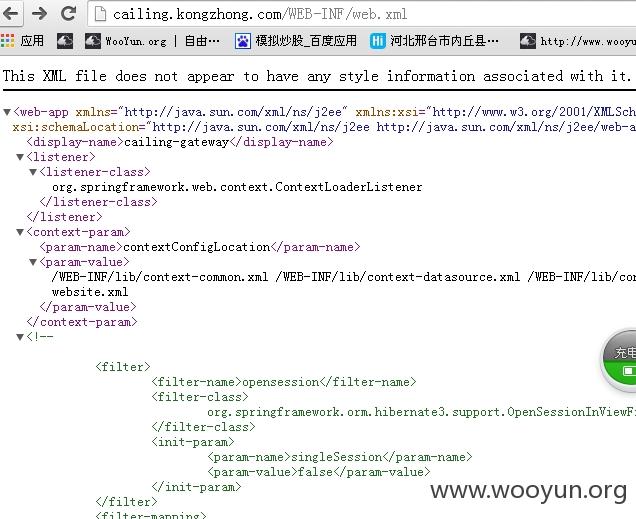 cailing.kongzhong.com/WEB-INF/web.xml
应用 WooYun.org | 自由… 模拟炒股_百度应用 Hi 河北邢台市内丘县… http://www.wooyu
This XML file does not appear to have any style information associated with it.
▼<web-app xmlns="http://java.sun.com/xml/ns/j2ee" xmlns:xsi="http://www.w3.org/2001/XMLSch
xsi:schemaLocation="http://java.sun.com/xml/ns/j2ee http://java.sun.com/xml/ns/j2ee/web-a
<display-name>cailing-gateway</display-name>
▼<listener>
▼<listener-class>
org.springframework.web.context.ContextLoaderListener
</listener-class>
</listener>
▼<context-param>
<param-name>contextConfigLocation</param-name>
▼<param-value>
/WEB-INF/lib/context-common.xml /WEB-INF/lib/context-datasource.xml /WEB-INF/lib/con
website.xml
</param-value>
</context-param>
▼<!--
充电
<filter>
<filter-name>opensession</filter-name>
<filter-class>
org.springframework.orm.hibernate3.support.OpenSessionInViewFi
</filter-class>
<init-param>
<param-name>singleSession</param-name>
<param-value>false</param-value>
</init-param>
</filter>
<filter-mapping>
www.wooyun.org